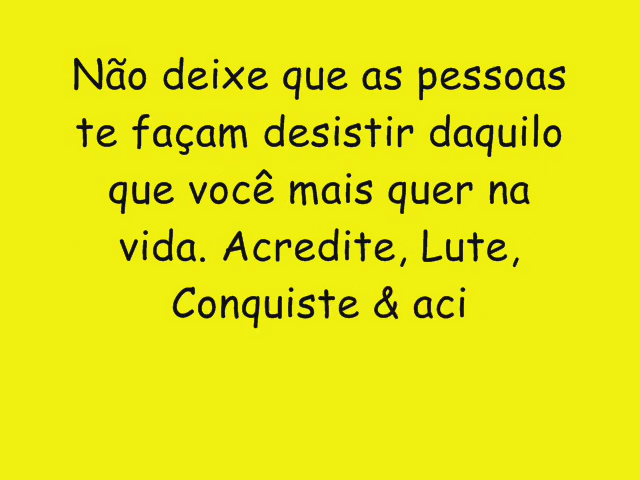 Não deixe que as pessoas
te façam desistir daquilo
que você mais quer na
vida. Acredite, Lute,
Conquiste & aci